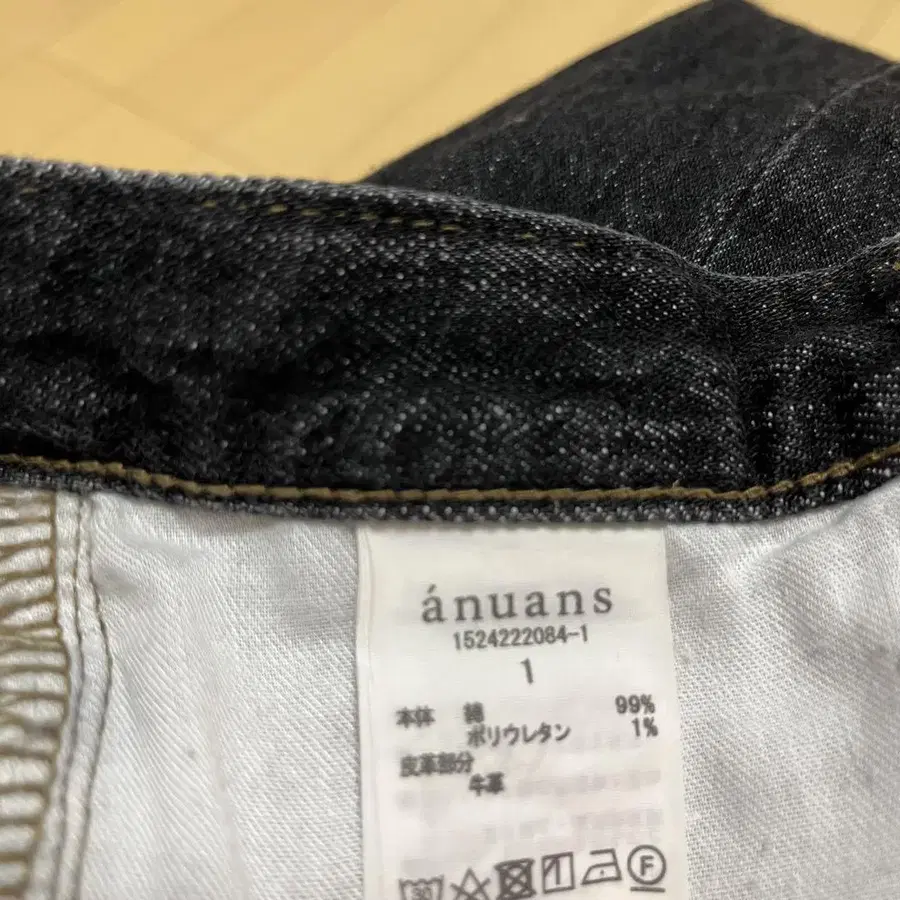 ánuans
1524222084-1
1
本体 綿 99%
ポリウレタン 1%
皮革部分
牛革
F